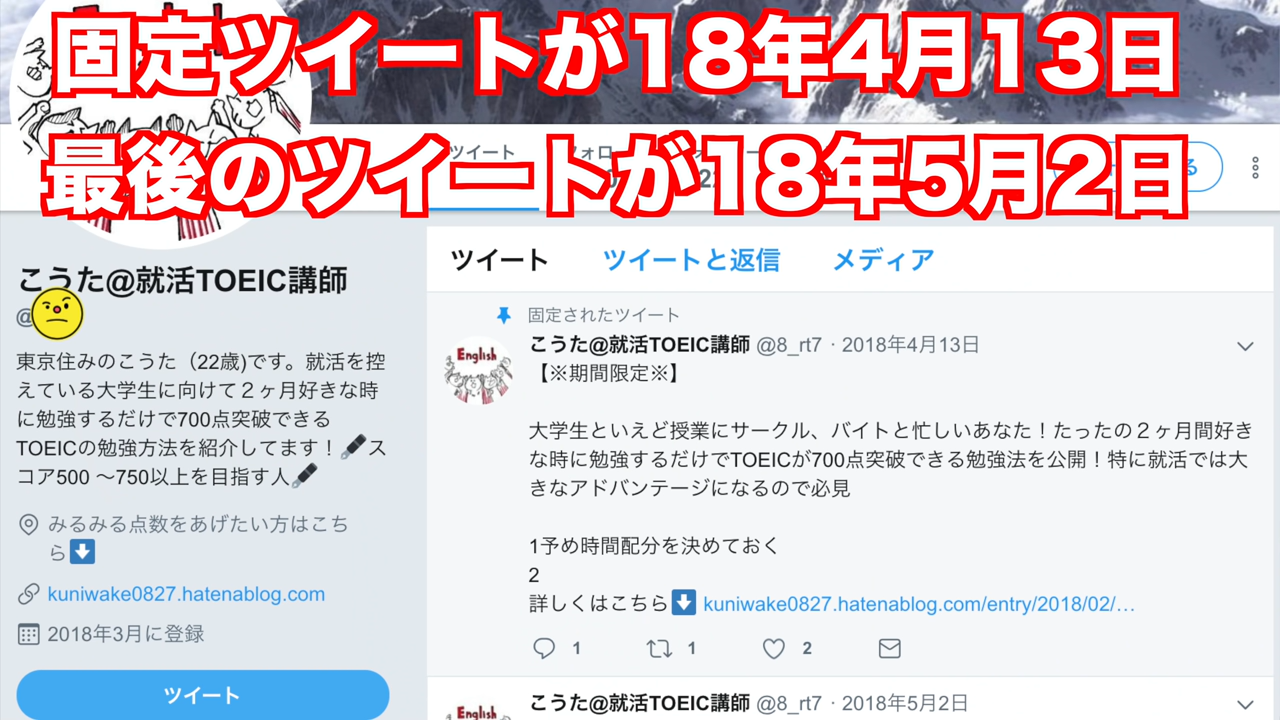 固定ツイートが18年4月13日
最後のツイートが18年5月2日
ツイート
ツイート ツイートと返信 メディア
こうた@就活TOEIC講師
@
東京住みのこうた（22歳)です。就活を控
えている大学生に向けて２ヶ月好きな時
に勉強するだけで700点突破できる
TOEICの勉強方法を紹介してます！🖋ス
コア500 〜750以上を目指す人🖋
みるみる点数をあげたい方はこち
ら⬇
kuniwake0827.hatenablog.com
2018年3月に登録
ツイート
固定されたツイート
English
こうた@就活TOEIC講師 @8_rt7 · 2018年4月13日
【※期間限定※】
大学生といえど授業にサークル、バイトと忙しいあなた！たったの２ヶ月間好き
な時に勉強するだけでTOEICが700点突破できる勉強法を公開！特に就活では大
きなアドバンテージになるので必見
1予め時間配分を決めておく
2
詳しくはこちら⬇ kuniwake0827.hatenablog.com/entry/2018/02/…
1 1 2
English
こうた@就活TOEIC講師 @8_rt7 · 2018年5月2日